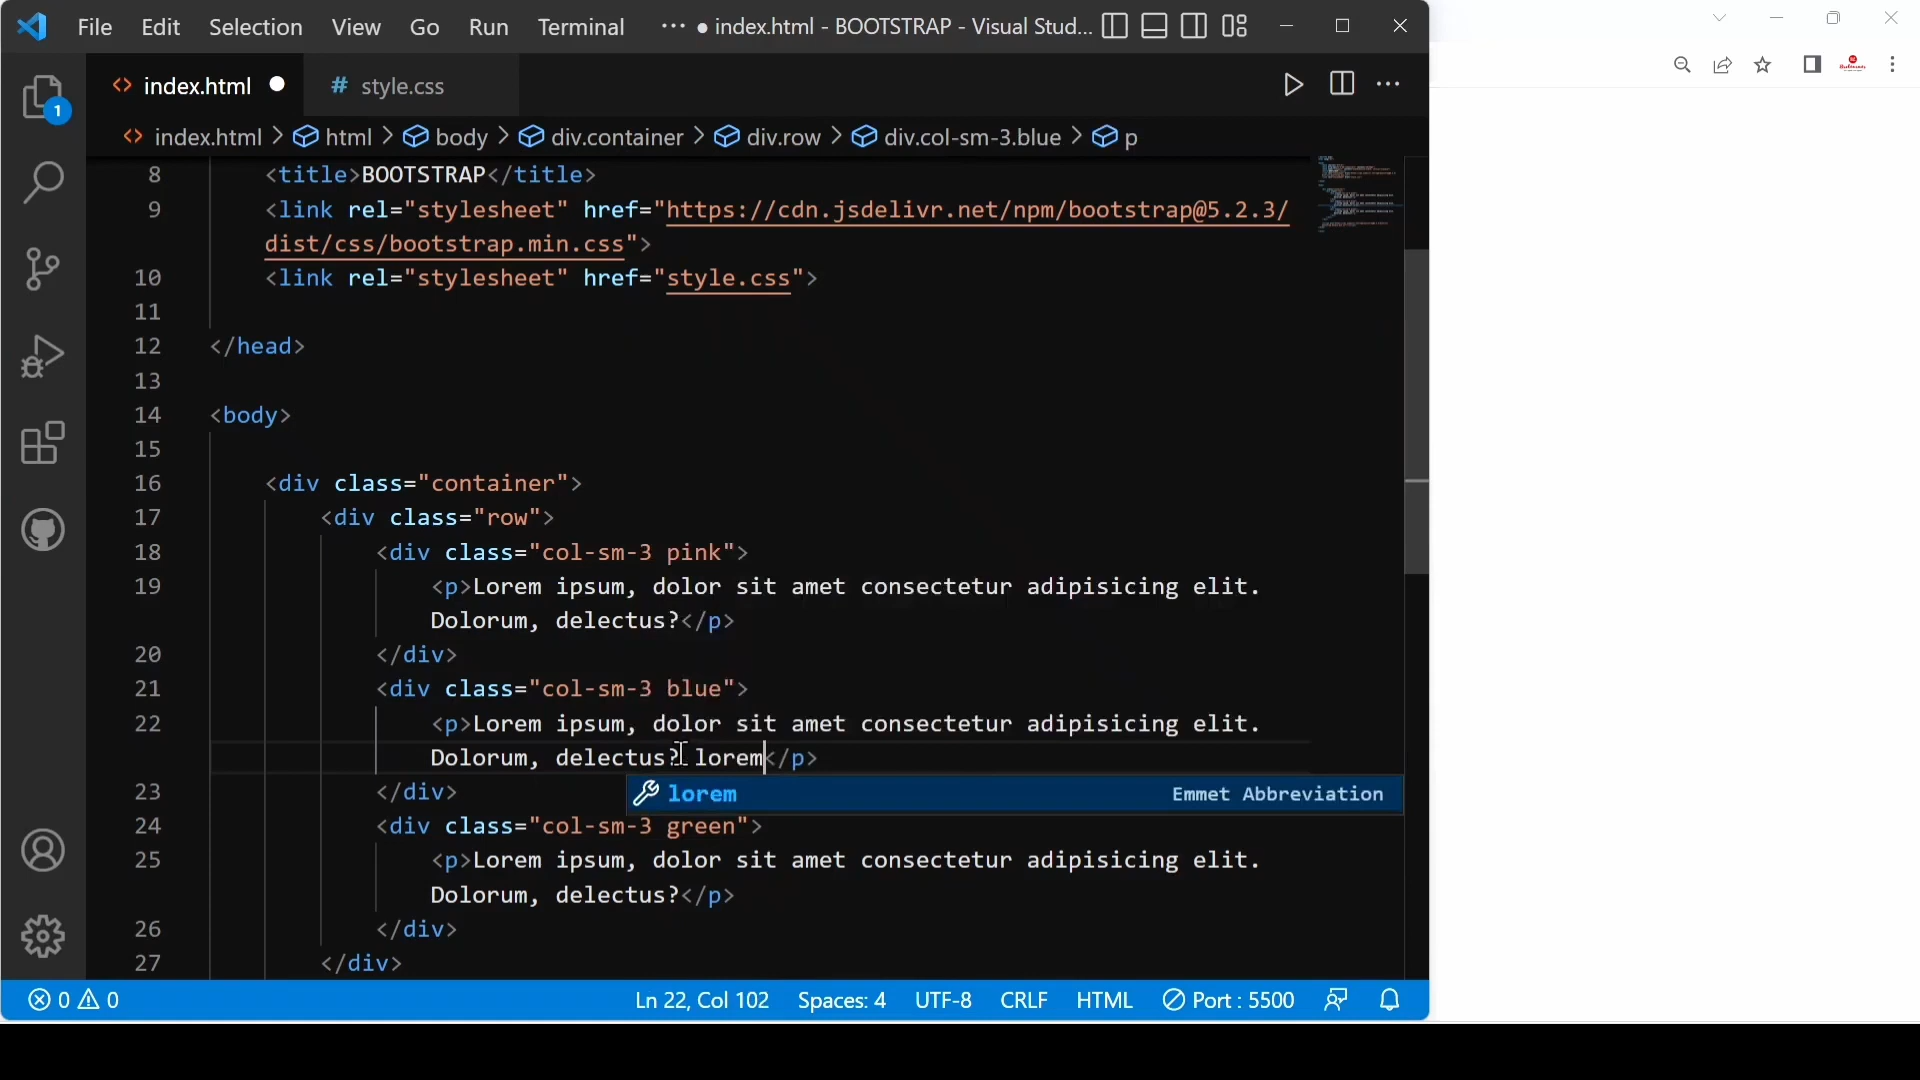 File Edit Selection View Go Run Terminal ··· ● index.html - BOOTSTRAP - Visual Stud...
index.html
# style.css
1
index.html > html > body > div.container > div.row > div.col-sm-3.blue > p
8 <title>BOOTSTRAP</title>
9 <link rel="stylesheet" href="https://cdn.jsdelivr.net/npm/bootstrap@5.2.3/
dist/css/bootstrap.min.css">
10 <link rel="stylesheet" href="style.css">
11
12 </head>
13
14 <body>
15
16 <div class="container">
17 <div class="row">
18 <div class="col-sm-3 pink">
19 <p>Lorem ipsum, dolor sit amet consectetur adipisicing elit.
Dolorum, delectus?</p>
20 </div>
21 <div class="col-sm-3 blue">
22 <p>Lorem ipsum, dolor sit amet consectetur adipisicing elit.
Dolorum, delectus? lorem</p>
lorem Emmet Abbreviation
23 </div>
24 <div class="col-sm-3 green">
25 <p>Lorem ipsum, dolor sit amet consectetur adipisicing elit.
Dolorum, delectus?</p>
26 </div>
27 </div>
0 0 Ln 22, Col 102 Spaces: 4 UTF-8 CRLF HTML Port : 5500